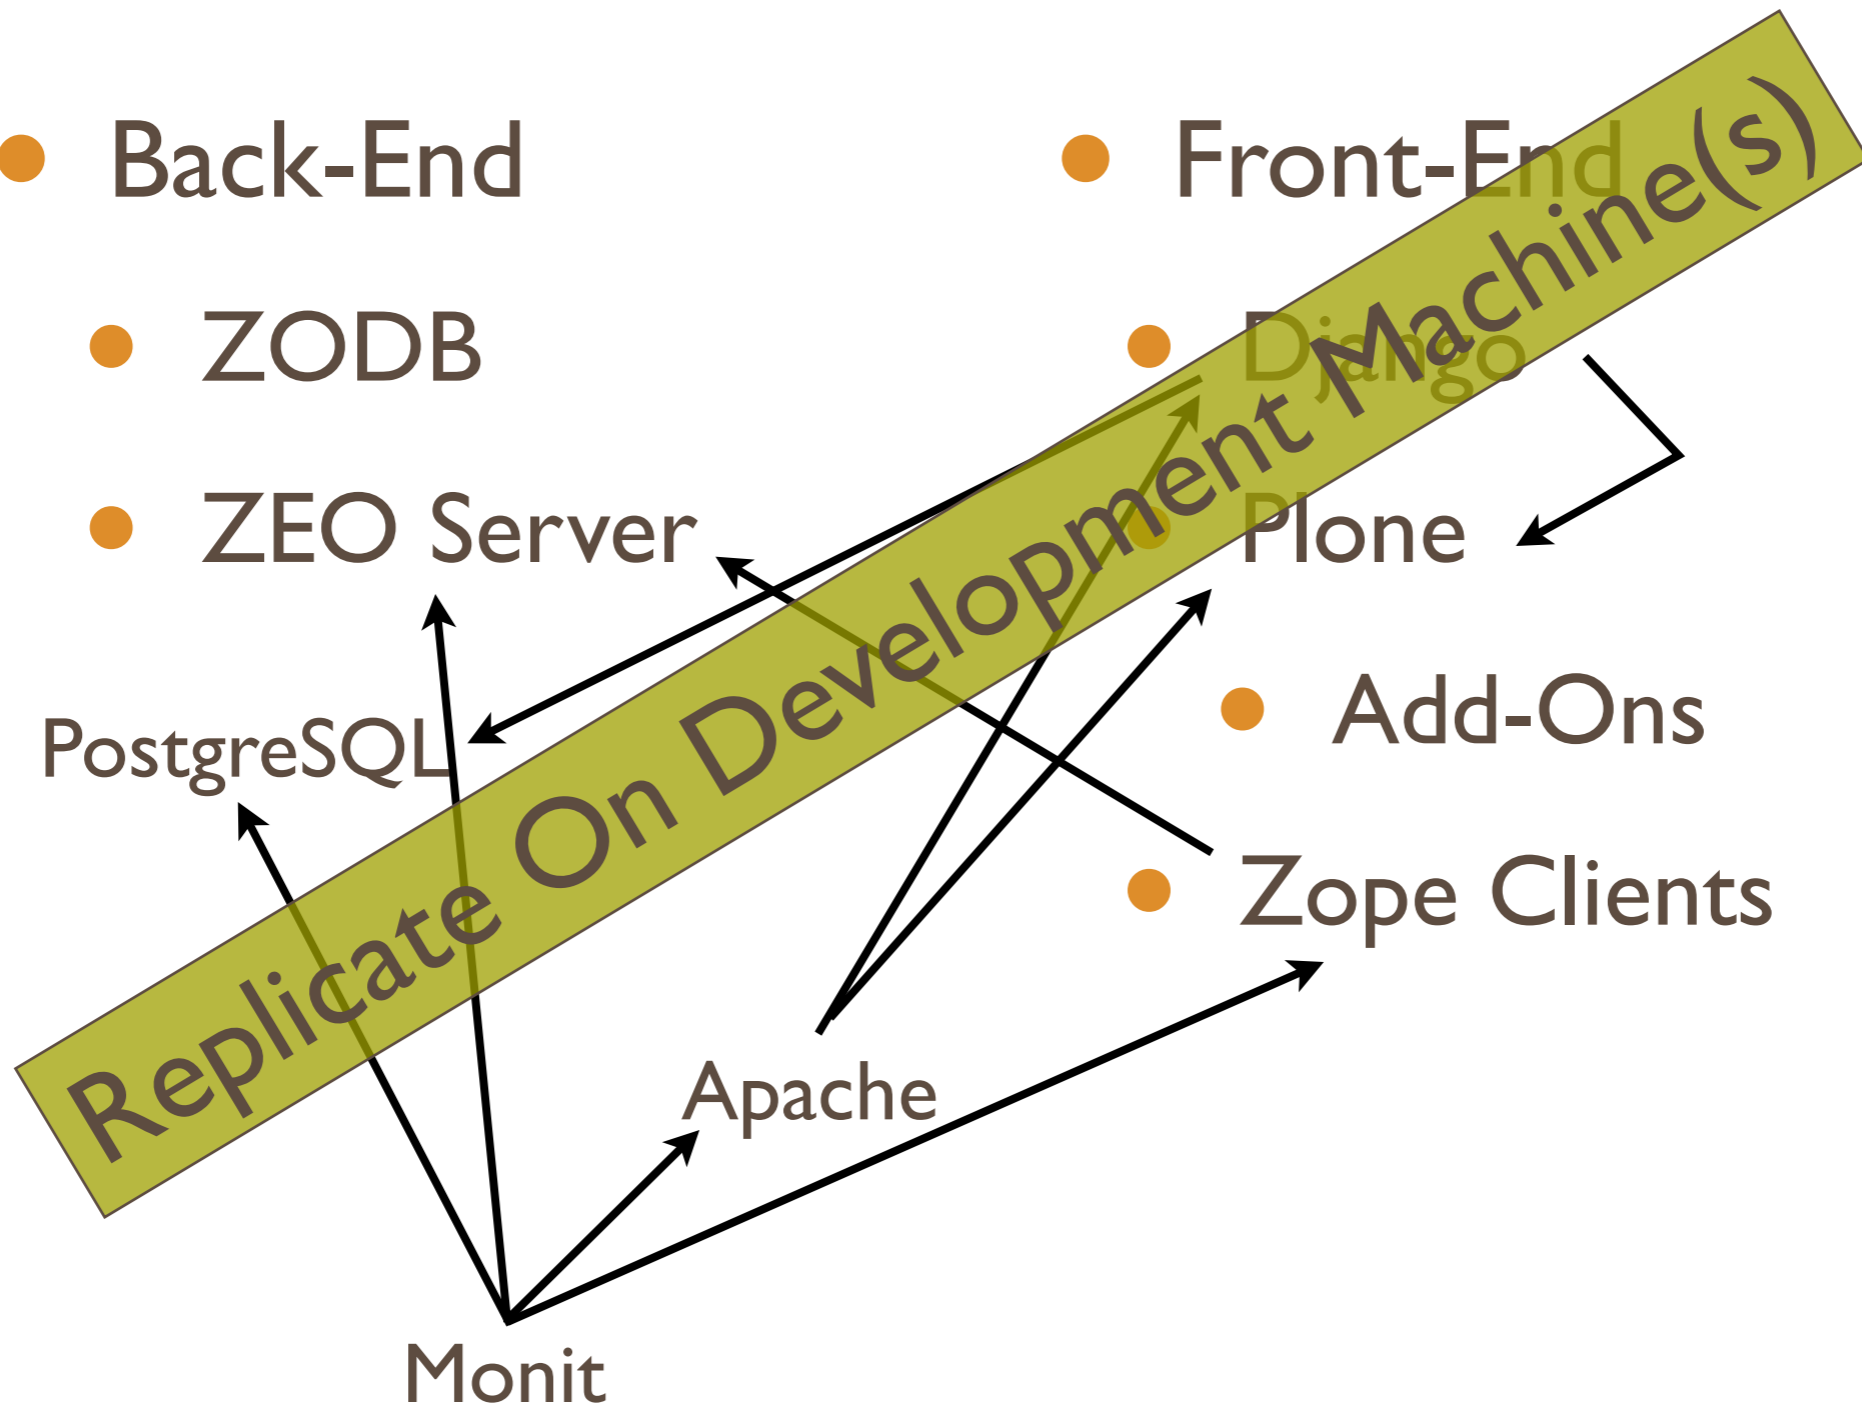 Back-End
ZODB
ZEO Server
PostgreSQL
Front-End
Django
Plone
Add-Ons
Zope Clients
Apache
Monit
Replicate On Development Machine(s)